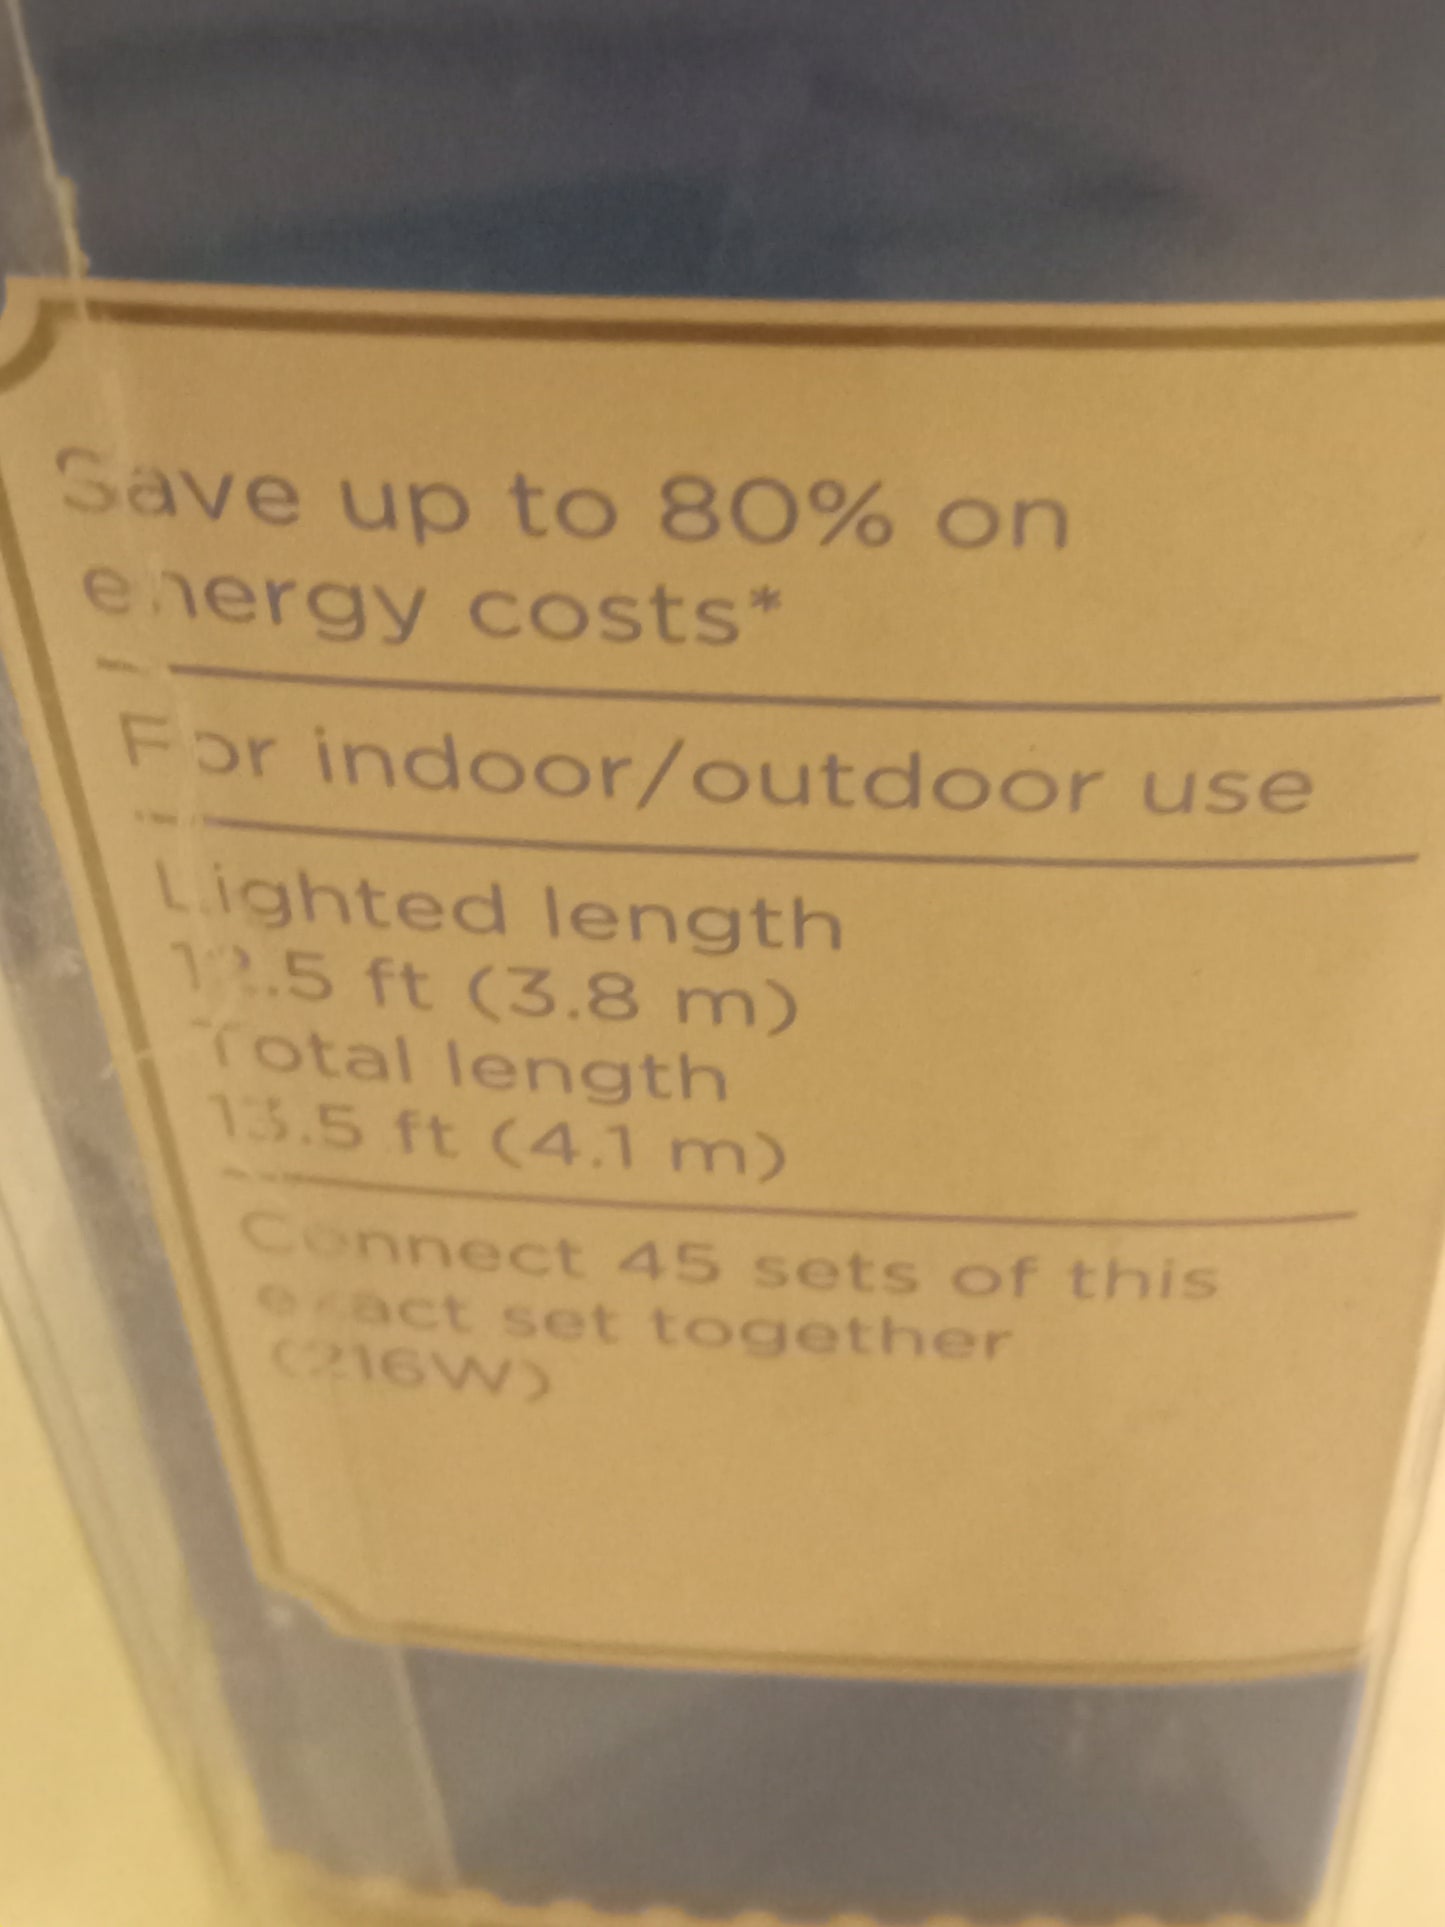 Save up to 80% on
energy costs*
For indoor/outdoor use
Lighted length
12.5 ft (3.8 m)
Total length
13.5 ft (4.1 m)
Connect 45 sets of this
exact set together
(216W)